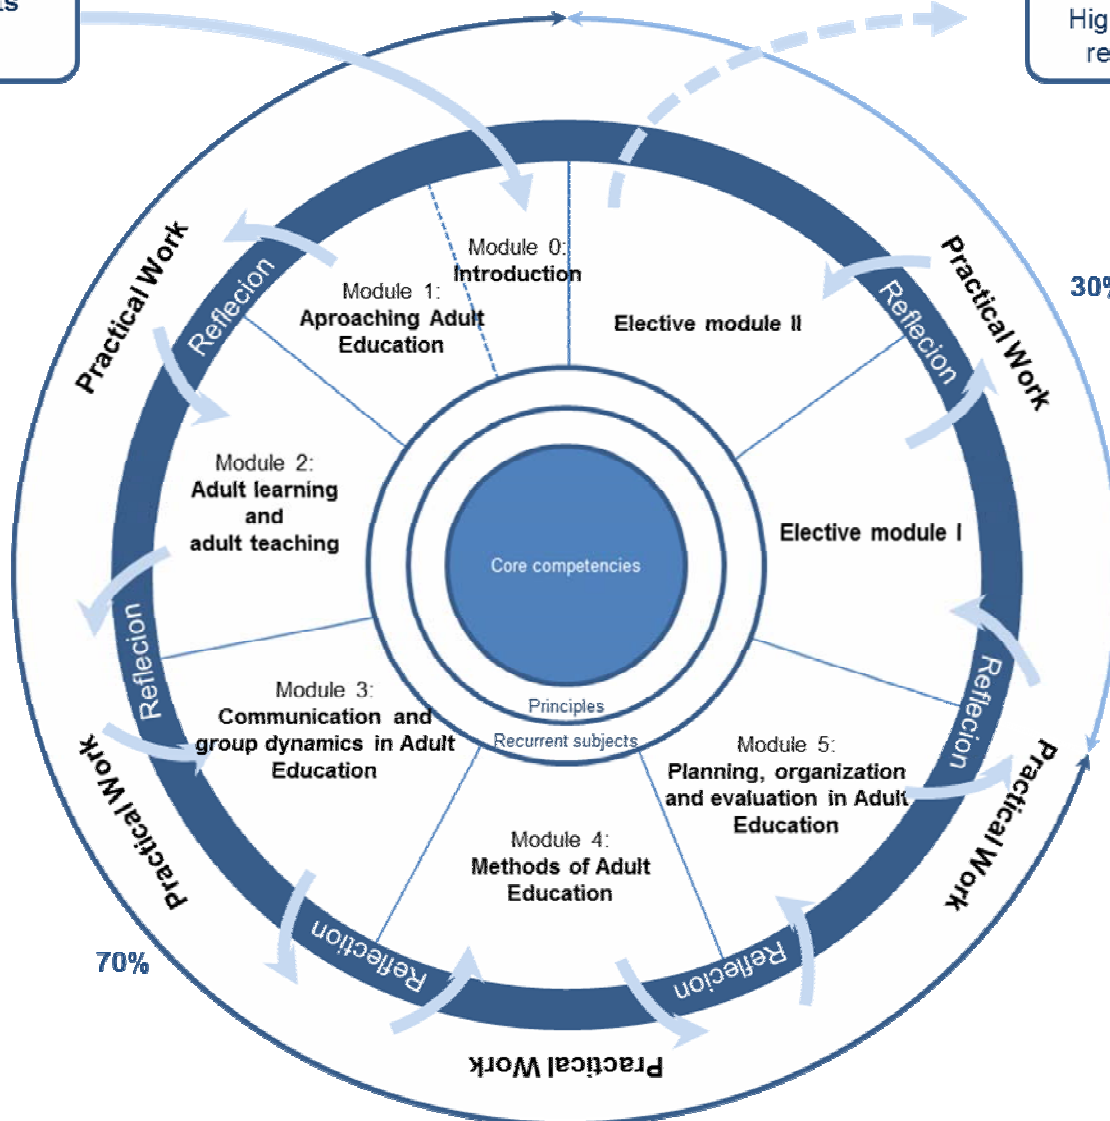 Hig
re
Practical Work
Practical Work
30%
Reflecion
Reflecion
Module 0:
Introduction
Module 1:
Aproaching Adult
Education
Elective module II
Module 2:
Adult learning
and
adult teaching
Elective module I
Core competencies
Reflecion
Reflecion
Principles
Recurrent subjects
Module 3:
Communication and
group dynamics in Adult
Education
Module 5:
Planning, organization
and evaluation in Adult
Education
Practical Work
Practical Work
Module 4:
Methods of Adult
Education
70%
Reflection
Reflecion
Practical Work